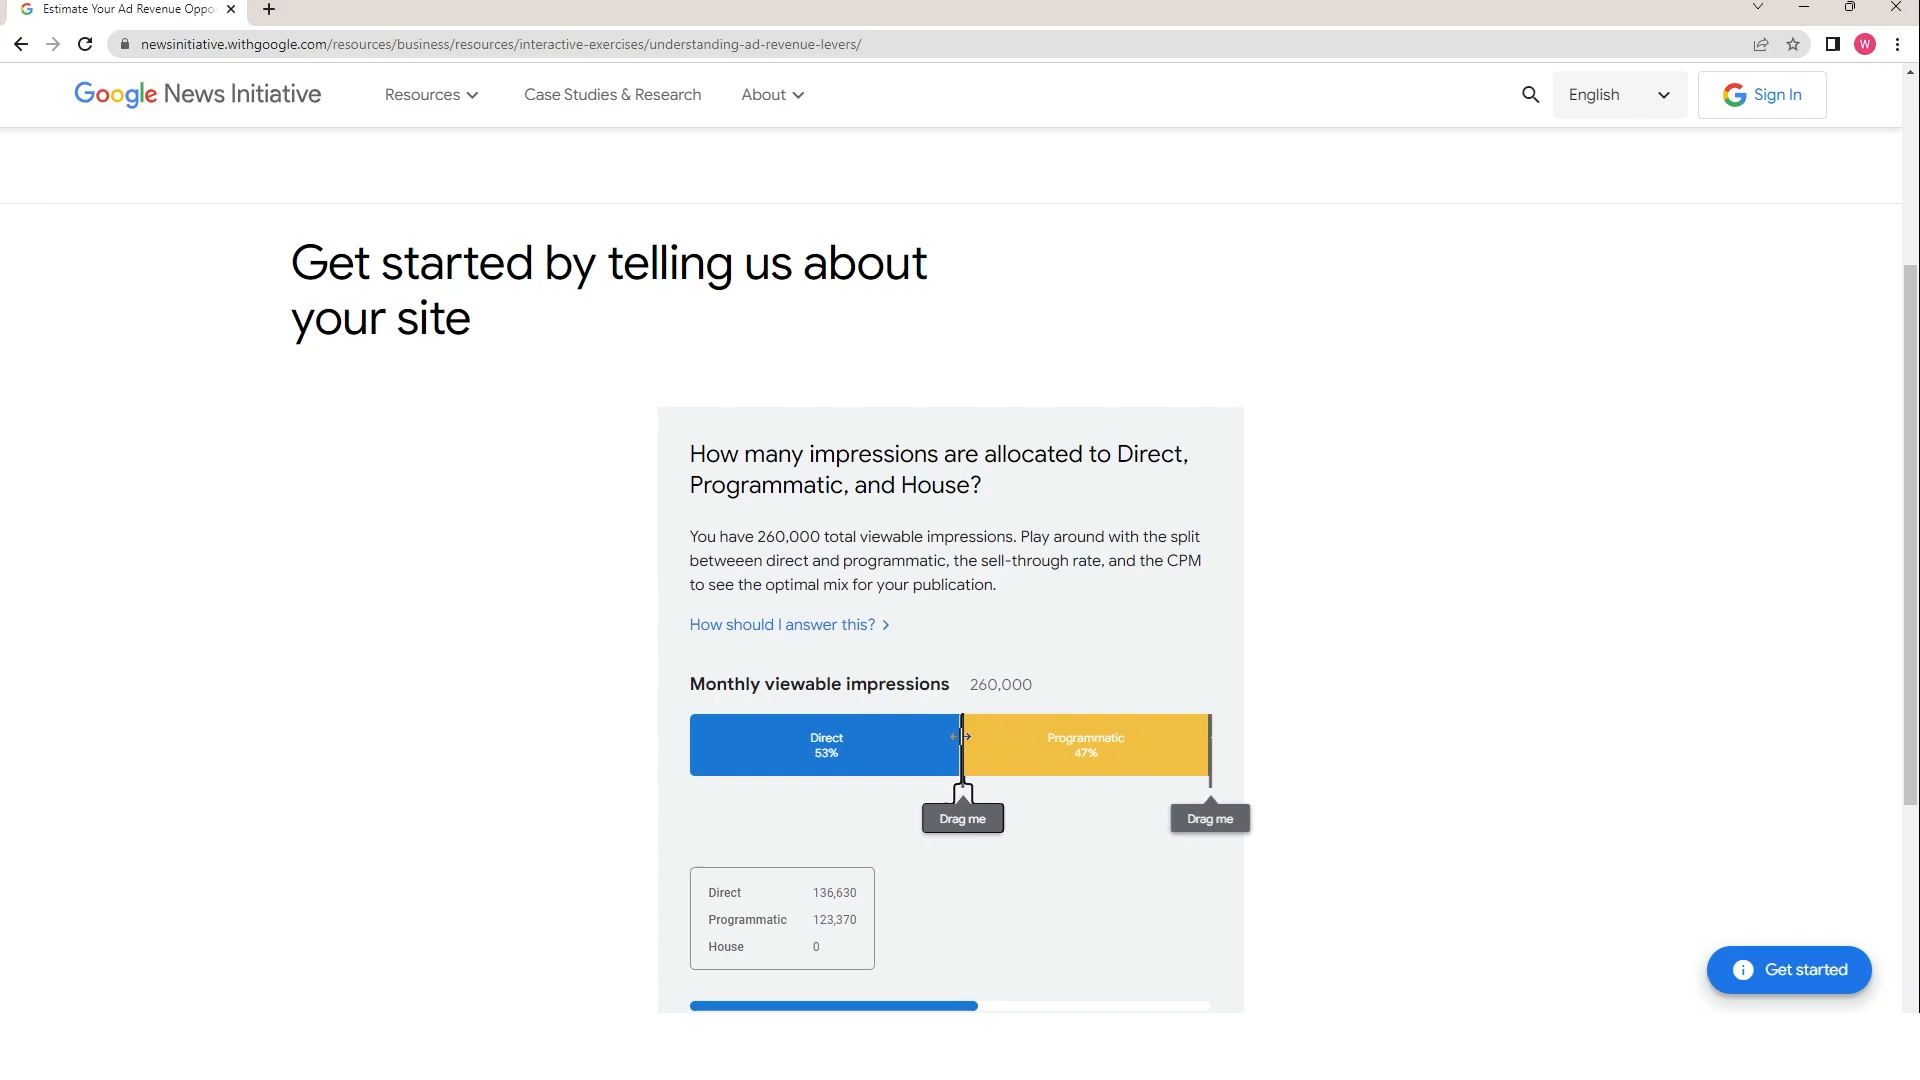 Estimate Your Ad Revenue Oppor
newsinitiative.withgoogle.com/resources/business/resources/interactive-exercises/understanding-ad-revenue-levers/
W
Google News Initiative
Resources
Case Studies & Research
About
English
Sign In
Get started by telling us about
your site
How many impressions are allocated to Direct,
Programmatic, and House?
You have 260,000 total viewable impressions. Play around with the split
betweeen direct and programmatic, the sell-through rate, and the CPM
to see the optimal mix for your publication.
How should I answer this?
Monthly viewable impressions 260,000
Direct
53%
Programmatic
47%
Drag me
Drag me
Direct 136,630
Programmatic 123,370
House 0
Get started